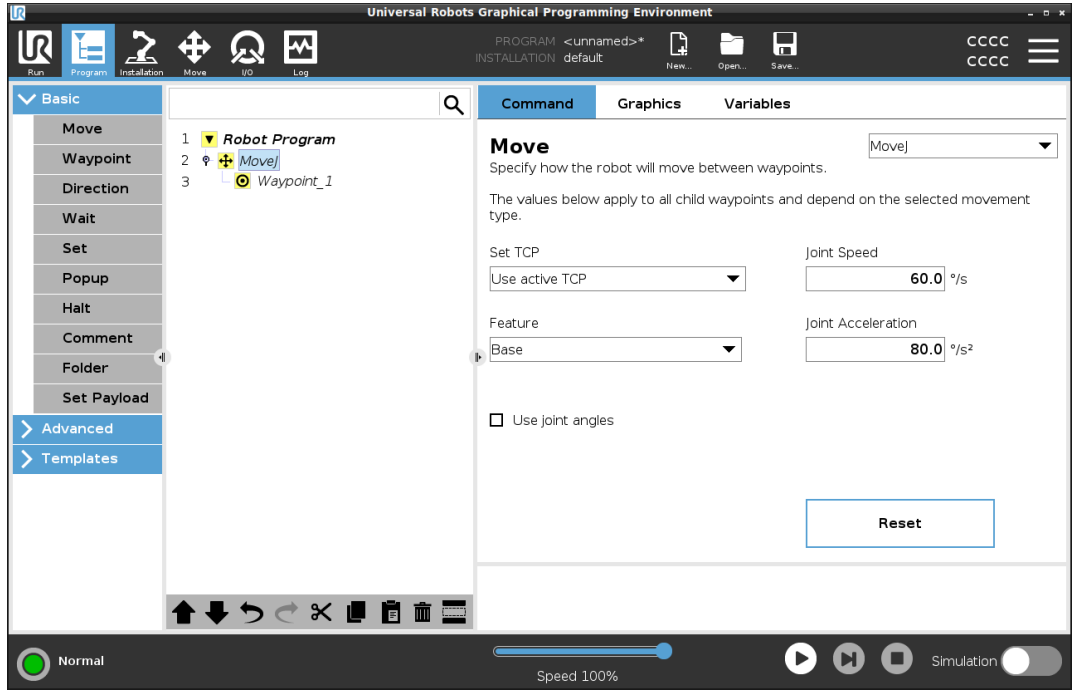 Universal Robots Graphical Programming Environment
UR
Run
Program
Installation
Move
I/O
Log
PROGRAM <unnamed>*
INSTALLATION default
New...
Open...
Save...
CCCC
CCCC
Basic
Move
Waypoint
Direction
Wait
Set
Popup
Halt
Comment
Folder
Set Payload
Advanced
Templates
1 Robot Program
2 MoveJ
3 Waypoint_1
Command Graphics Variables
Move
MoveJ
Specify how the robot will move between waypoints.
The values below apply to all child waypoints and depend on the selected movement
type.
Set TCP
Use active TCP
Joint Speed
60.0 °/s
Feature
Base
Joint Acceleration
80.0 °/s²
Use joint angles
Reset
Normal
Speed 100%
Simulation